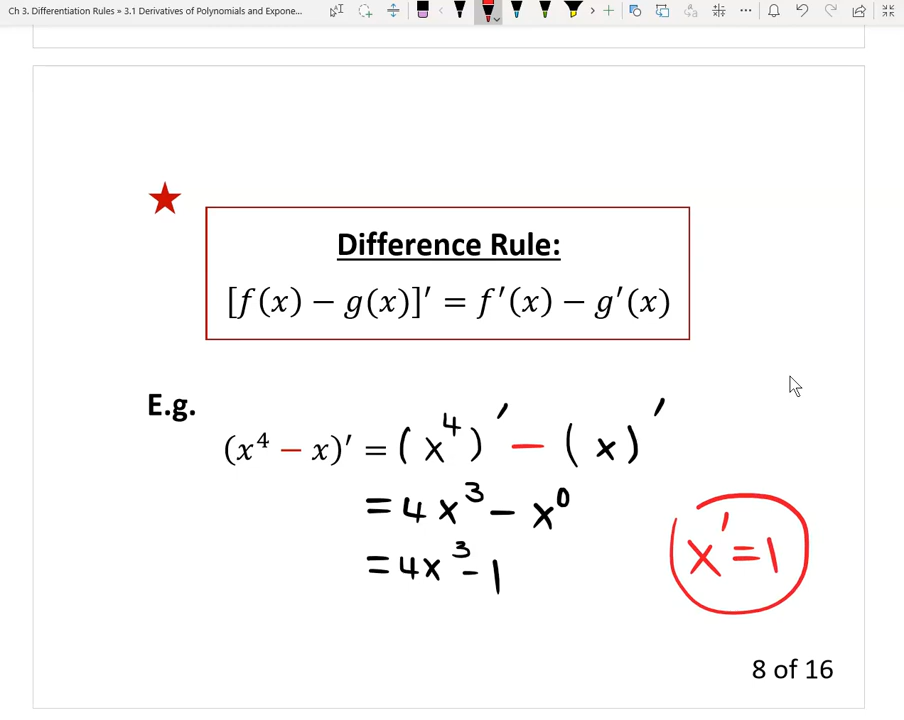 Ch 3. Differentiation Rules » 3.1 Derivatives of Polynomials and Expone...
Difference Rule:
[f(x) − g(x)]′ = f′(x) − g′(x)
E.g.
(x⁴ − x)′ = (x⁴)′ − (x)′
= 4x³ − x⁰
= 4x³ − 1
x′ = 1
8 of 16